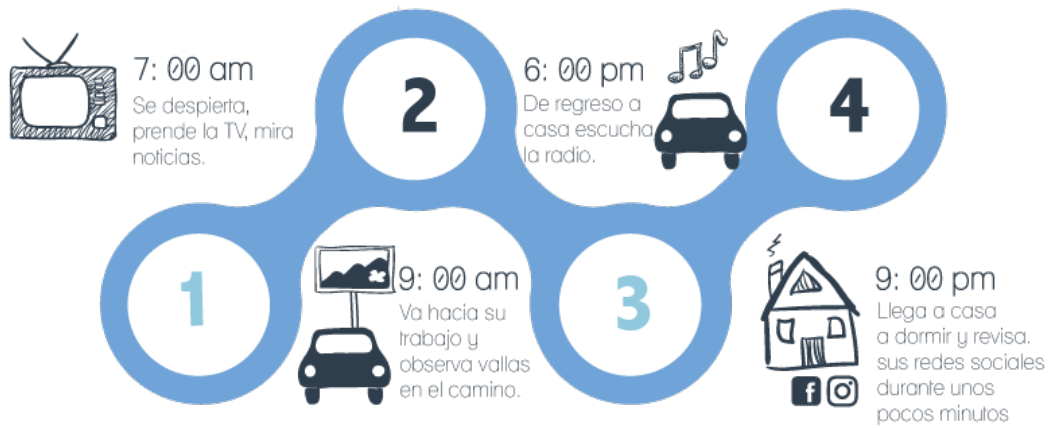 1
7: 00 am
Se despierta,
prende la TV, mira
noticias.
2
9: 00 am
Va hacia su
trabajo y
observa vallas
en el camino.
3
6: 00 pm
De regreso a
casa escucha
la radio.
4
9: 00 pm
Llega a casa
a dormir y revisa.
sus redes sociales
durante unos
pocos minutos